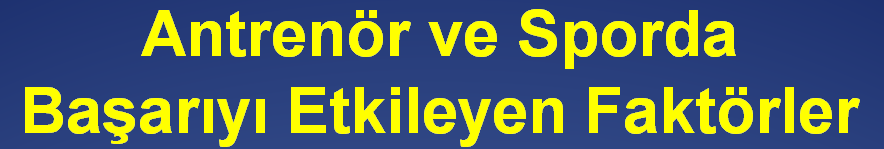 Antrenör ve Sporda
Başarıyı Etkileyen Faktörler